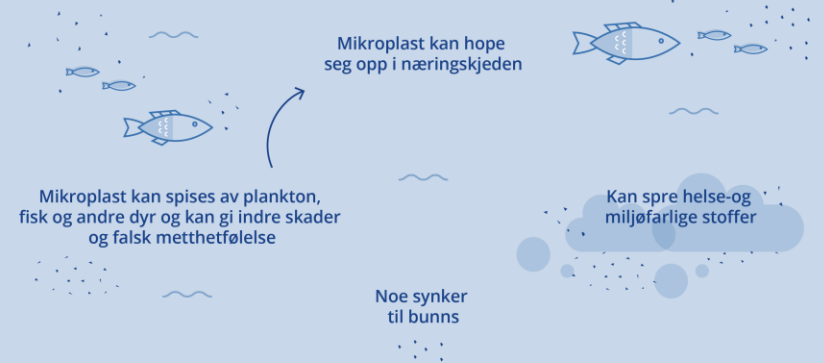 Mikroplast kan hope
seg opp i næringskjeden
Mikroplast kan spises av plankton,
fisk og andre dyr og kan gi indre skader
og falsk metthetfølelse
Kan spre helse-og
miljøfarlige stoffer
Noe synker
til bunns